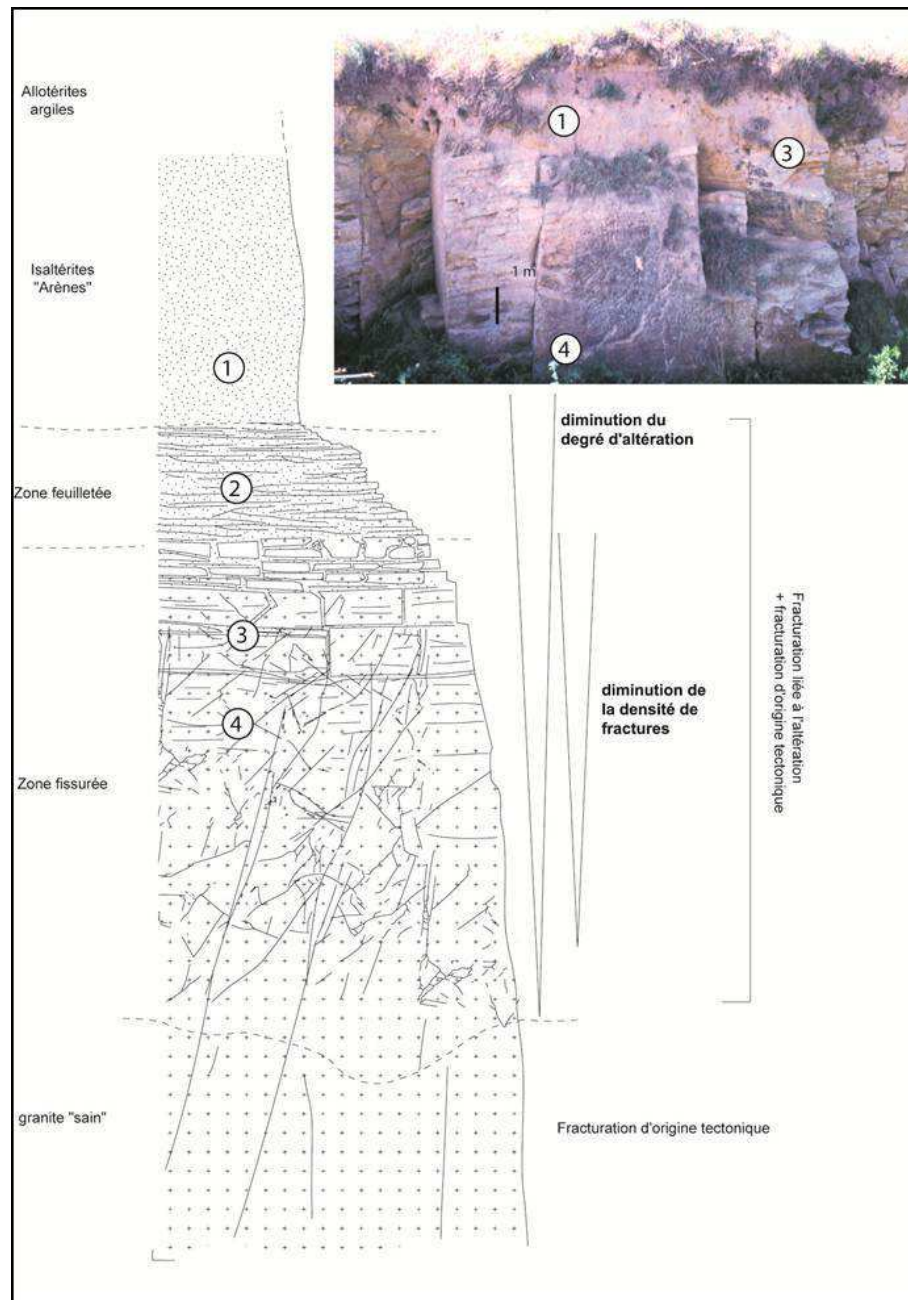 Allotérites
argiles
1
3
1 m
4
Isaltérites
"Arènes"
1
diminution du
degré d'altération
Zone feuilletée
2
3
4
diminution de
la densité de
fractures
Fracturation liée à l'altération
+ fracturation d'origine tectonique
Zone fissurée
granite "sain"
Fracturation d'origine tectonique